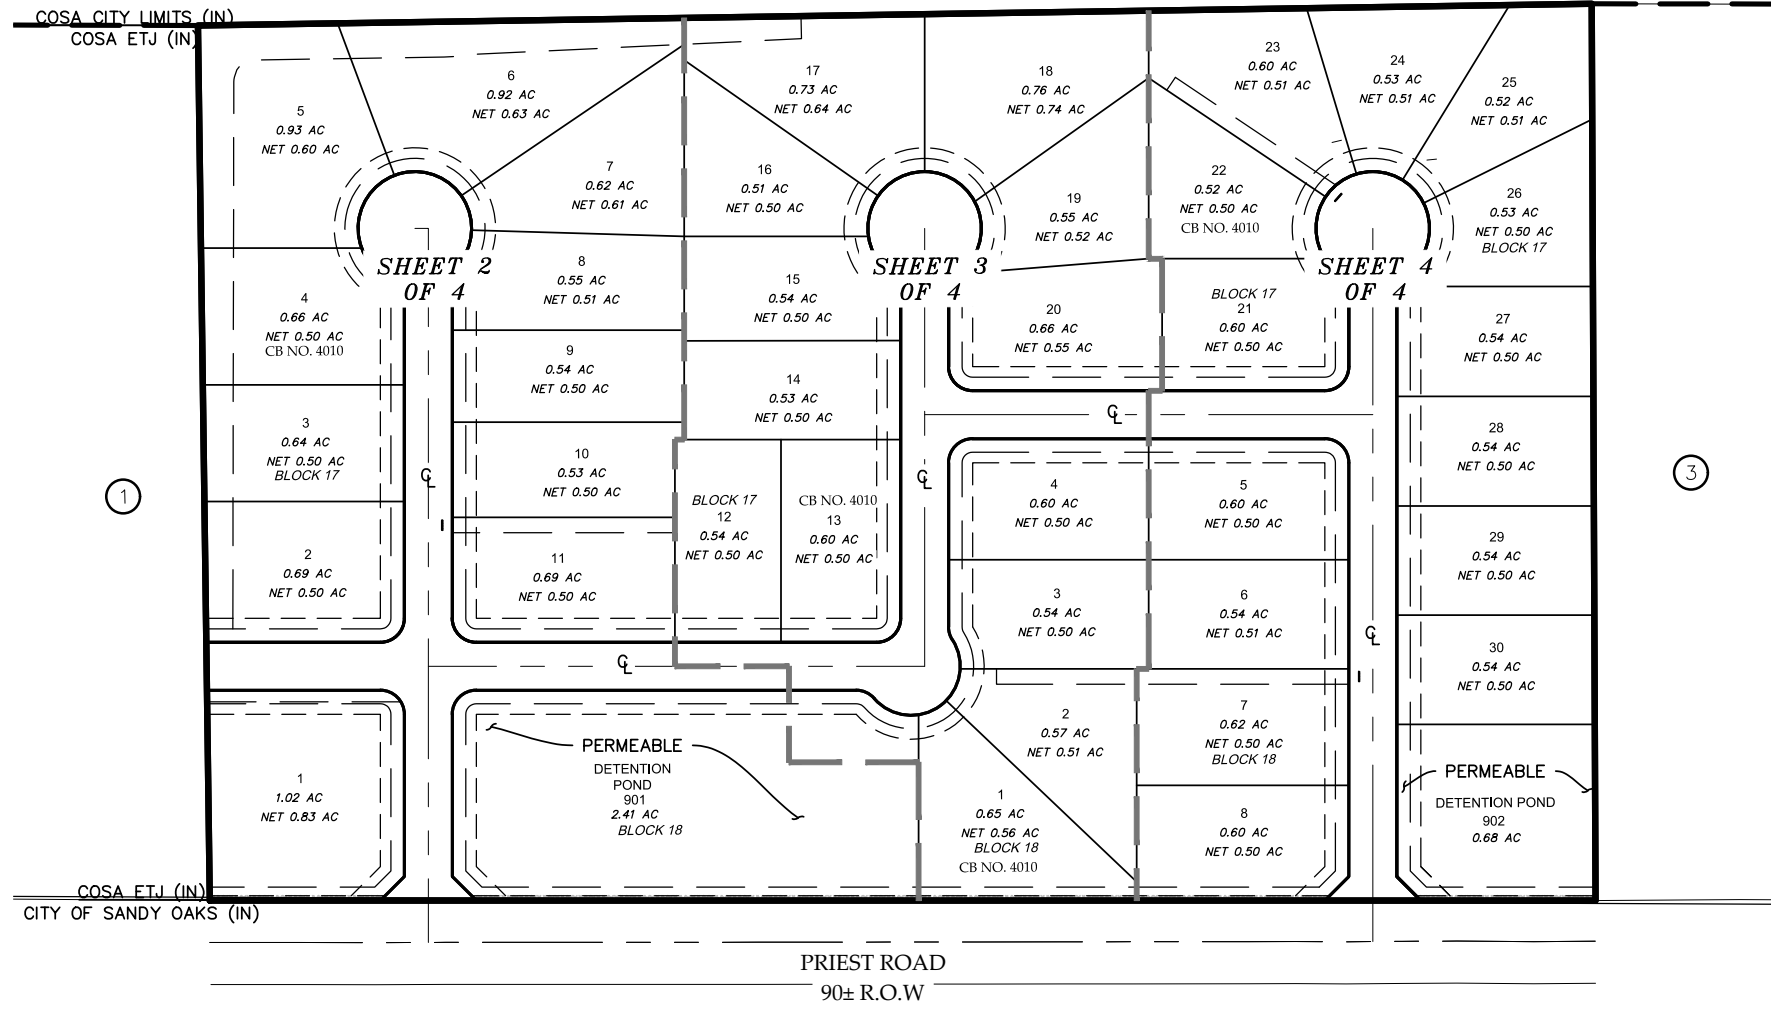 COSA CITY LIMITS (IN)
COSA ETJ (IN)
5
0.93 AC
NET 0.60 AC
6
0.92 AC
NET 0.63 AC
7
0.62 AC
NET 0.61 AC
17
0.73 AC
NET 0.64 AC
16
0.51 AC
NET 0.50 AC
18
0.76 AC
NET 0.74 AC
19
0.55 AC
NET 0.52 AC
23
0.60 AC
NET 0.51 AC
24
0.53 AC
NET 0.51 AC
25
0.52 AC
NET 0.51 AC
22
0.52 AC
NET 0.50 AC
CB NO. 4010
26
0.53 AC
NET 0.50 AC
BLOCK 17
SHEET 2
OF 4
SHEET 3
OF 4
SHEET 4
OF 4
4
0.66 AC
NET 0.50 AC
CB NO. 4010
8
0.55 AC
NET 0.51 AC
15
0.54 AC
NET 0.50 AC
20
0.66 AC
NET 0.55 AC
BLOCK 17
21
0.60 AC
NET 0.50 AC
27
0.54 AC
NET 0.50 AC
9
0.54 AC
NET 0.50 AC
14
0.53 AC
NET 0.50 AC
3
0.64 AC
NET 0.50 AC
BLOCK 17
10
0.53 AC
NET 0.50 AC
28
0.54 AC
NET 0.50 AC
1
3
BLOCK 17
12
0.54 AC
NET 0.50 AC
CB NO. 4010
13
0.60 AC
NET 0.50 AC
4
0.60 AC
NET 0.50 AC
5
0.60 AC
NET 0.50 AC
2
0.69 AC
NET 0.50 AC
11
0.69 AC
NET 0.50 AC
29
0.54 AC
NET 0.50 AC
3
0.54 AC
NET 0.50 AC
6
0.54 AC
NET 0.51 AC
30
0.54 AC
NET 0.50 AC
CL
CL
CL
CL
CL
2
0.57 AC
NET 0.51 AC
7
0.62 AC
NET 0.50 AC
BLOCK 18
1
1.02 AC
NET 0.83 AC
PERMEABLE
DETENTION
POND
901
2.41 AC
BLOCK 18
1
0.65 AC
NET 0.56 AC
BLOCK 18
CB NO. 4010
8
0.60 AC
NET 0.50 AC
PERMEABLE
DETENTION POND
902
0.68 AC
COSA ETJ (IN)
CITY OF SANDY OAKS (IN)
PRIEST ROAD
90± R.O.W